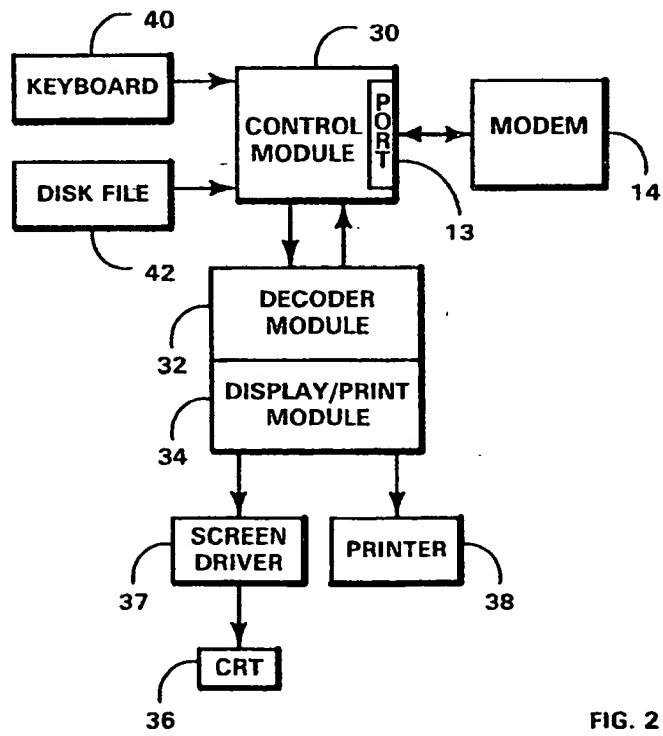 40
30
KEYBOARD
CONTROL
MODULE
PORT
MODEM
DISK FILE
13
14
42
DECODER
MODULE
32
DISPLAY/PRINT
MODULE
34
SCREEN
DRIVER
PRINTER
37
38
CRT
36
FIG. 2